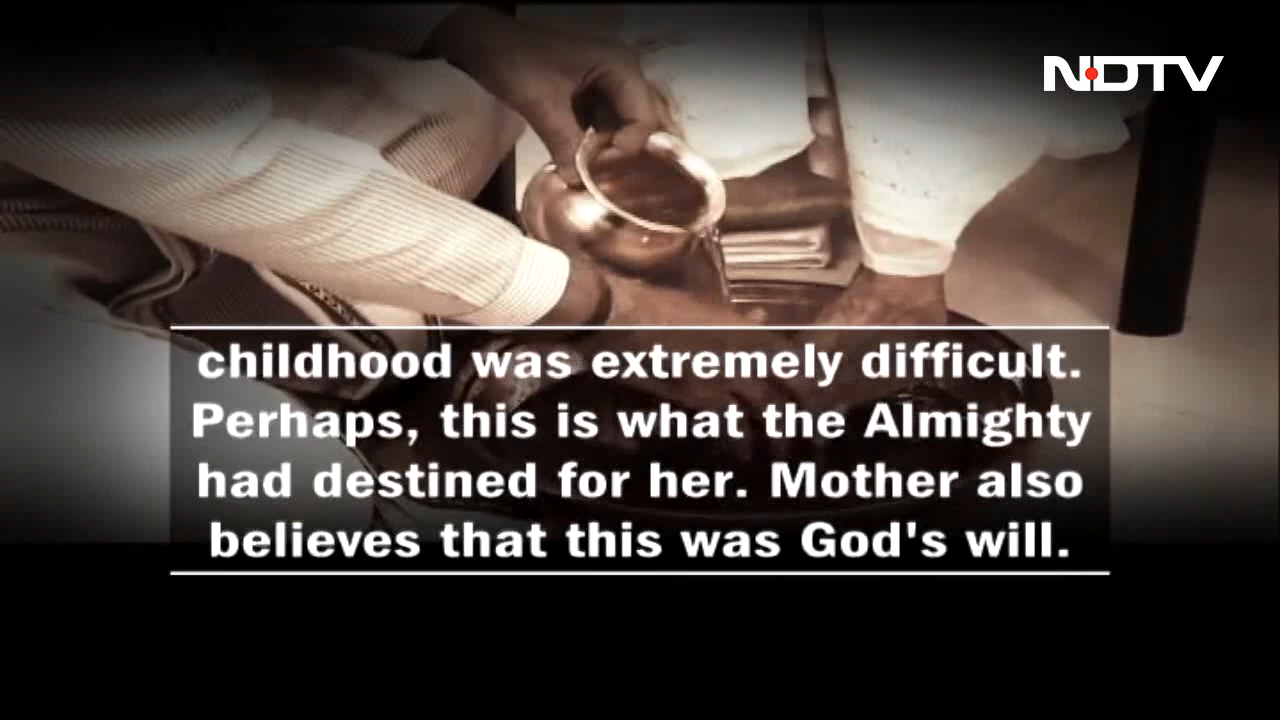 NDTV
childhood was extremely difficult.
Perhaps, this is what the Almighty
had destined for her. Mother also
believes that this was God's will.